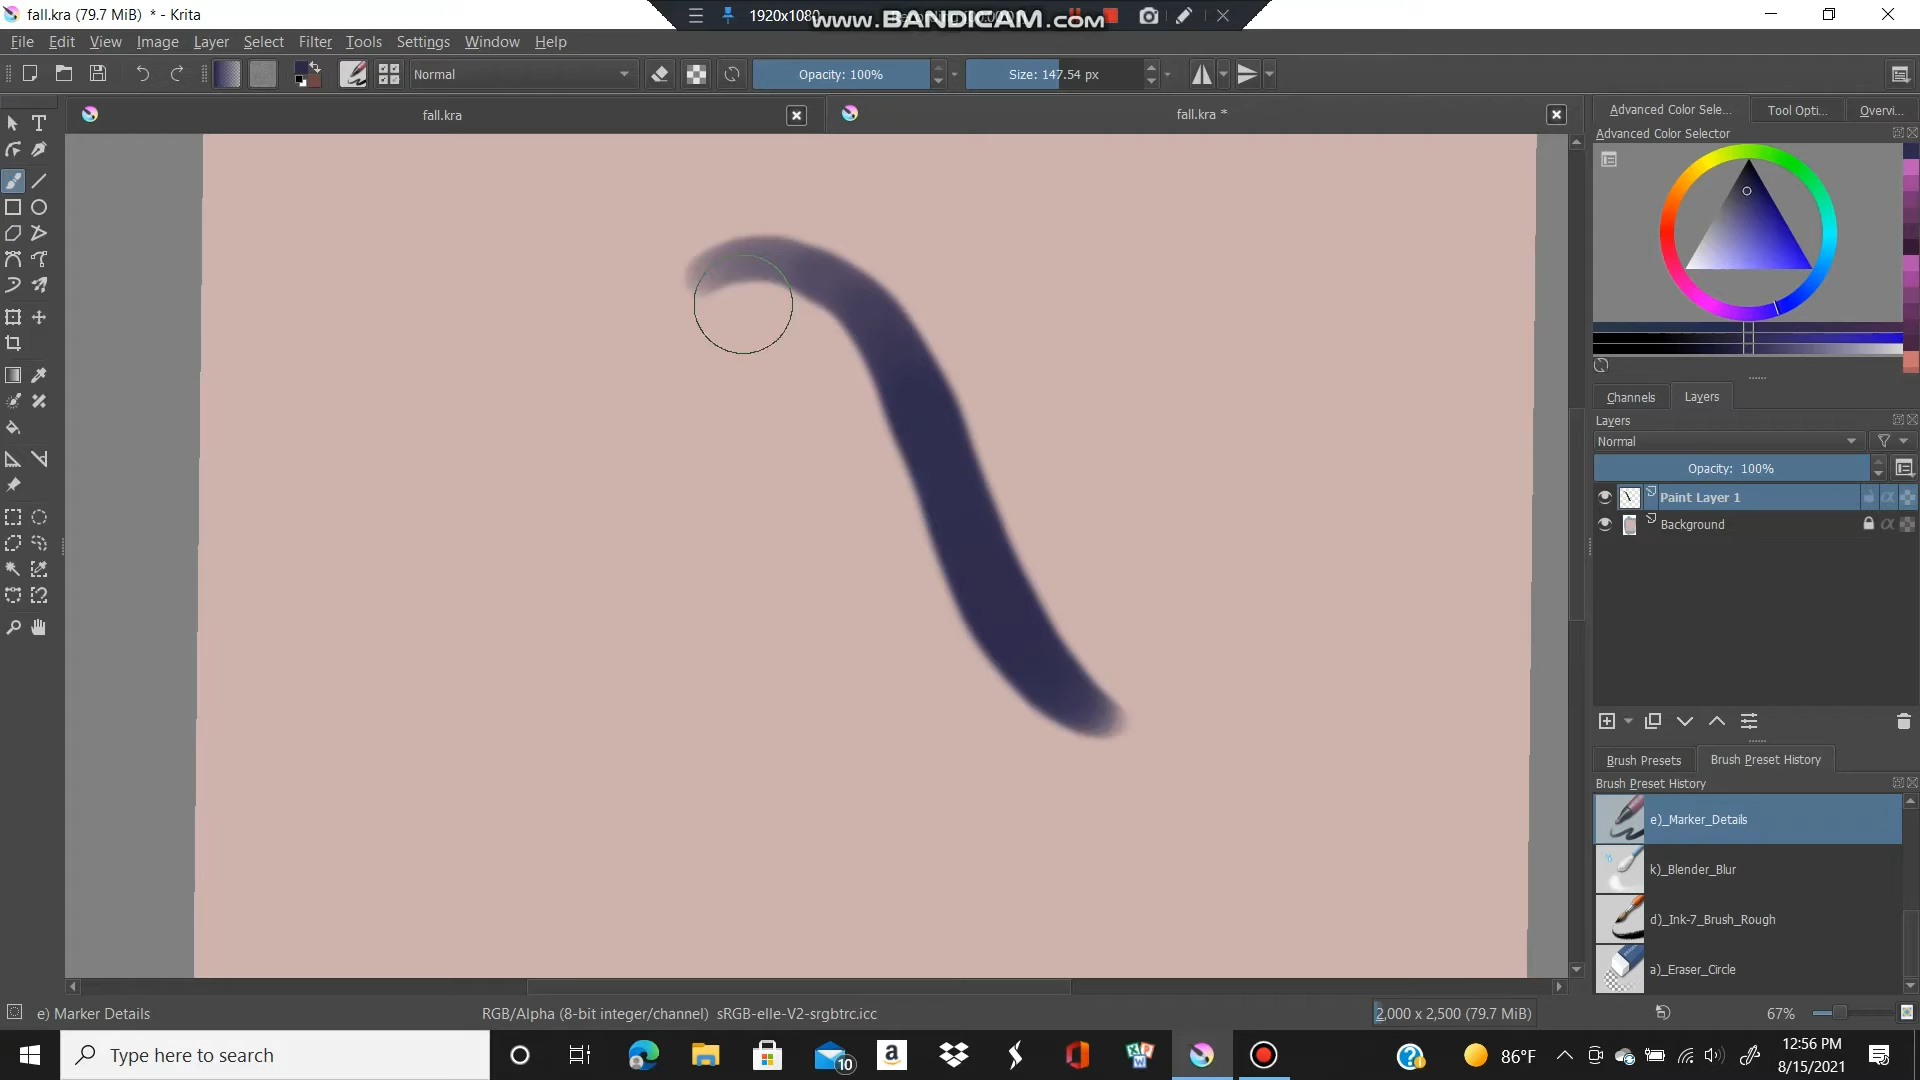 fall.kra (79.7 MiB) * - Krita
1920x1080
www.BANDICAM.com
File Edit View Image Layer Select Filter Tools Settings Window Help
Normal
Opacity: 100%
Size: 147.54 px
fall.kra
fall.kra *
Advanced Color Sele...
Tool Opti...
Overvi...
Advanced Color Selector
Channels
Layers
Layers
Normal
Opacity: 100%
Paint Layer 1
Background
Brush Presets
Brush Preset History
Brush Preset History
e)_Marker_Details
k)_Blender_Blur
d)_Ink-7_Brush_Rough
a)_Eraser_Circle
e) Marker Details
RGB/Alpha (8-bit integer/channel) sRGB-elle-V2-srgbtrc.icc
2,000 x 2,500 (79.7 MiB)
67%
Type here to search
10
86°F
12:56 PM
8/15/2021